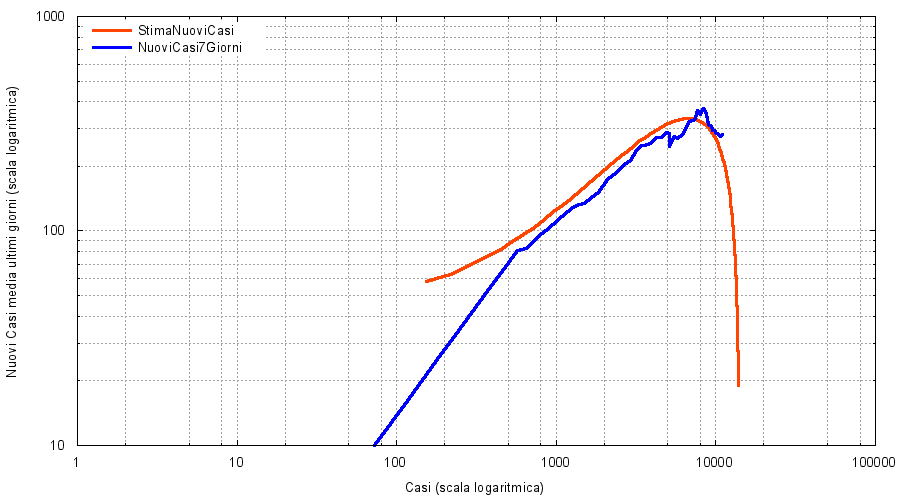 1000
StimaNuoviCasi
NuoviCasi7Giorni
Nuovi Casi media ultimi giorni (scala logaritmica)
100
10
1 10 100 1000 10000 100000
Casi (scala logaritmica)